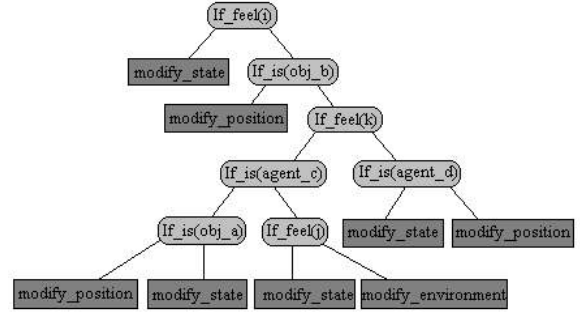 If_feel(i)
modify_state
If_is(obj_b)
modify_position
If_feel(k)
If_is(agent_c)
If_is(agent_d)
If_is(obj_a)
If_feel(j)
modify_state
modify_position
modify_position
modify_state
modify_state
modify_environment